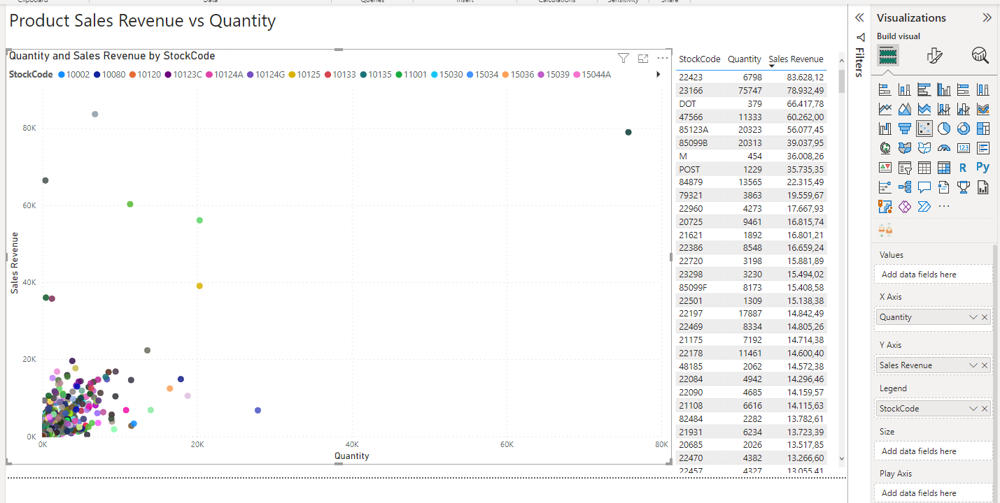 Clipboard Data Queries Insert Calculations Sensitivity Share
Product Sales Revenue vs Quantity
Quantity and Sales Revenue by StockCode
StockCode 10002 10080 10120 10123C 10124A 10124G 10125 10133 10135 11001 15030 15034 15036 15039 15044A
80K
60K
40K
20K
0K
Sales Revenue
0K 20K 40K 60K 80K
Quantity
StockCode Quantity Sales Revenue
22423 6798 83.628,12
23166 75747 78.932,49
DOT 379 66.417,78
47566 11333 60.262,00
85123A 20323 56.077,45
85099B 20313 39.037,95
M 454 36.008,26
POST 1229 35.735,35
84879 13565 22.315,49
79321 3863 19.559,67
22960 4273 17.667,93
20725 9461 16.815,74
21621 1892 16.801,21
22386 8548 16.659,24
22720 3198 15.881,89
23298 3230 15.494,02
85099F 8173 15.408,58
22501 1309 15.138,38
22197 17887 14.842,49
22469 8334 14.805,26
21175 7192 14.714,38
22178 11461 14.600,40
48185 2062 14.572,38
22084 4942 14.296,46
22090 4685 14.159,57
21108 6616 14.115,63
82484 2282 13.782,61
21931 6234 13.723,39
20685 2026 13.517,85
22470 4382 13.266,60
22457 4327 13.055,41
Filters
Visualizations
Build visual
123
R Py
Values
Add data fields here
X Axis
Quantity
Y Axis
Sales Revenue
Legend
StockCode
Size
Add data fields here
Play Axis
Add data fields here